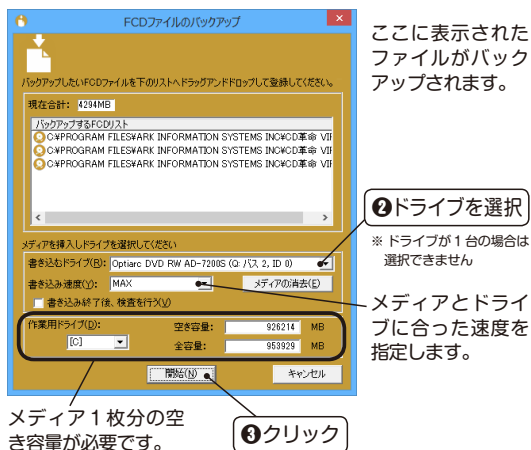 FCDファイルのバックアップ
バックアップしたいFCDファイルを下のリストへドラッグアンドドロップして登録してください。
現在合計: 4294MB
バックアップするFCDリスト
C:¥PROGRAM FILES¥ARK INFORMATION SYSTEMS INC¥CD革命 VIF
C:¥PROGRAM FILES¥ARK INFORMATION SYSTEMS INC¥CD革命 VIF
C:¥PROGRAM FILES¥ARK INFORMATION SYSTEMS INC¥CD革命 VIF
メディアを挿入しドライブを選択してください
書き込むドライブ(R): Optiarc DVD RW AD-7200S (Q: バス 2, ID 0)
書き込み速度(Y): MAX メディアの消去(E)
書き込み終了後、検査を行う(V)
作業用ドライブ(D): 空き容量: 926214 MB
[C] 全容量: 953929 MB
開始(N) キャンセル
ここに表示された
ファイルがバック
アップされます。
❷ドライブを選択
※ ドライブが1台の場合は
選択できません
メディアとドライ
ブに合った速度を
指定します。
メディア1枚分の空
き容量が必要です。
❸クリック